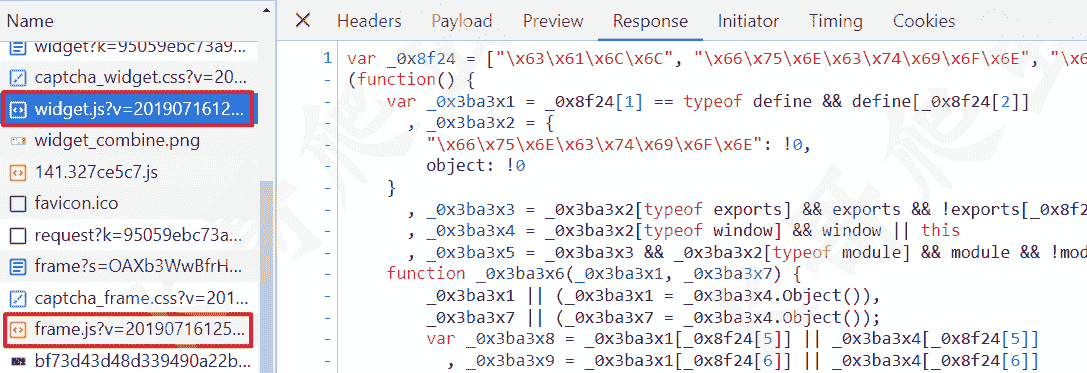 Name
widget?k=95059ebc73a9...
captcha_widget.css?v=20...
widget.js?v=2019071612...
widget_combine.png
141.327ce5c7.js
favicon.ico
request?k=95059ebc73a...
frame?s=OAXb3WwBfrH...
captcha_frame.css?v=201...
frame.js?v=20190716125...
bf73d43d48d339490a22b...
Headers Payload Preview Response Initiator Timing Cookies
1 var _0x8f24 = ["\x63\x61\x6C\x6C", "\x66\x75\x6E\x63\x74\x69\x6F\x6E", "\x
- (function() {
- var _0x3ba3x1 = _0x8f24[1] == typeof define && define[_0x8f24[2]]
- , _0x3ba3x2 = {
- "\x66\x75\x6E\x63\x74\x69\x6F\x6E": !0,
- object: !0
- }
- , _0x3ba3x3 = _0x3ba3x2[typeof exports] && exports && !exports[_0x8f
- , _0x3ba3x4 = _0x3ba3x2[typeof window] && window || this
- , _0x3ba3x5 = _0x3ba3x3 && _0x3ba3x2[typeof module] && module && !mod
- function _0x3ba3x6(_0x3ba3x1, _0x3ba3x7) {
- _0x3ba3x1 || (_0x3ba3x1 = _0x3ba3x4.Object()),
- _0x3ba3x7 || (_0x3ba3x7 = _0x3ba3x4.Object());
- var _0x3ba3x8 = _0x3ba3x1[_0x8f24[5]] || _0x3ba3x4[_0x8f24[5]]
- , _0x3ba3x9 = _0x3ba3x1[_0x8f24[6]] || _0x3ba3x4[_0x8f24[6]]